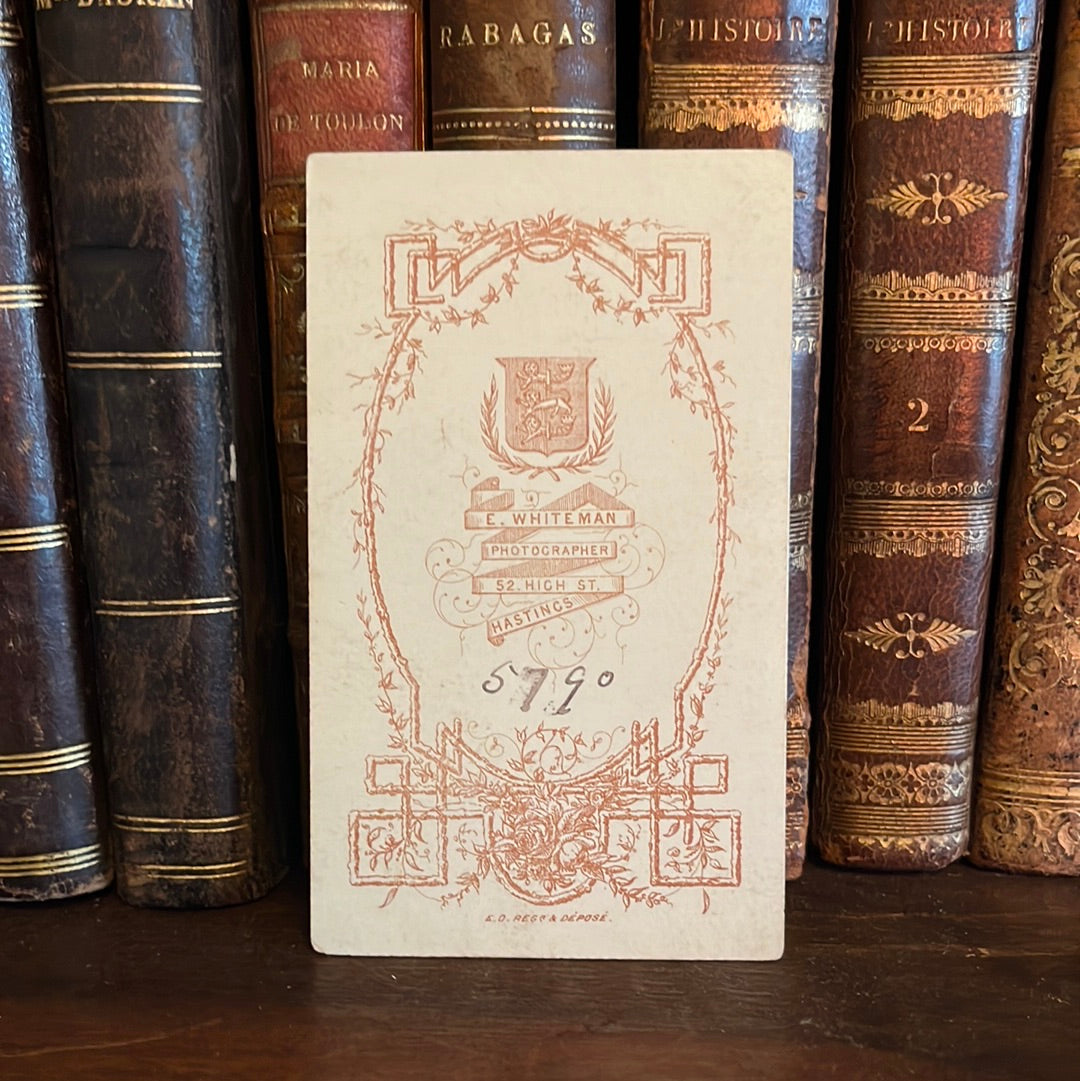 RABAGAS
MARIA
DE TOULON
L'HISTOIRE
L'HISTOIRE
2
E. WHITEMAN
PHOTOGRAPHER
52. HIGH ST.
HASTINGS
5790
E.D. REGD & DÉPOSÉ.